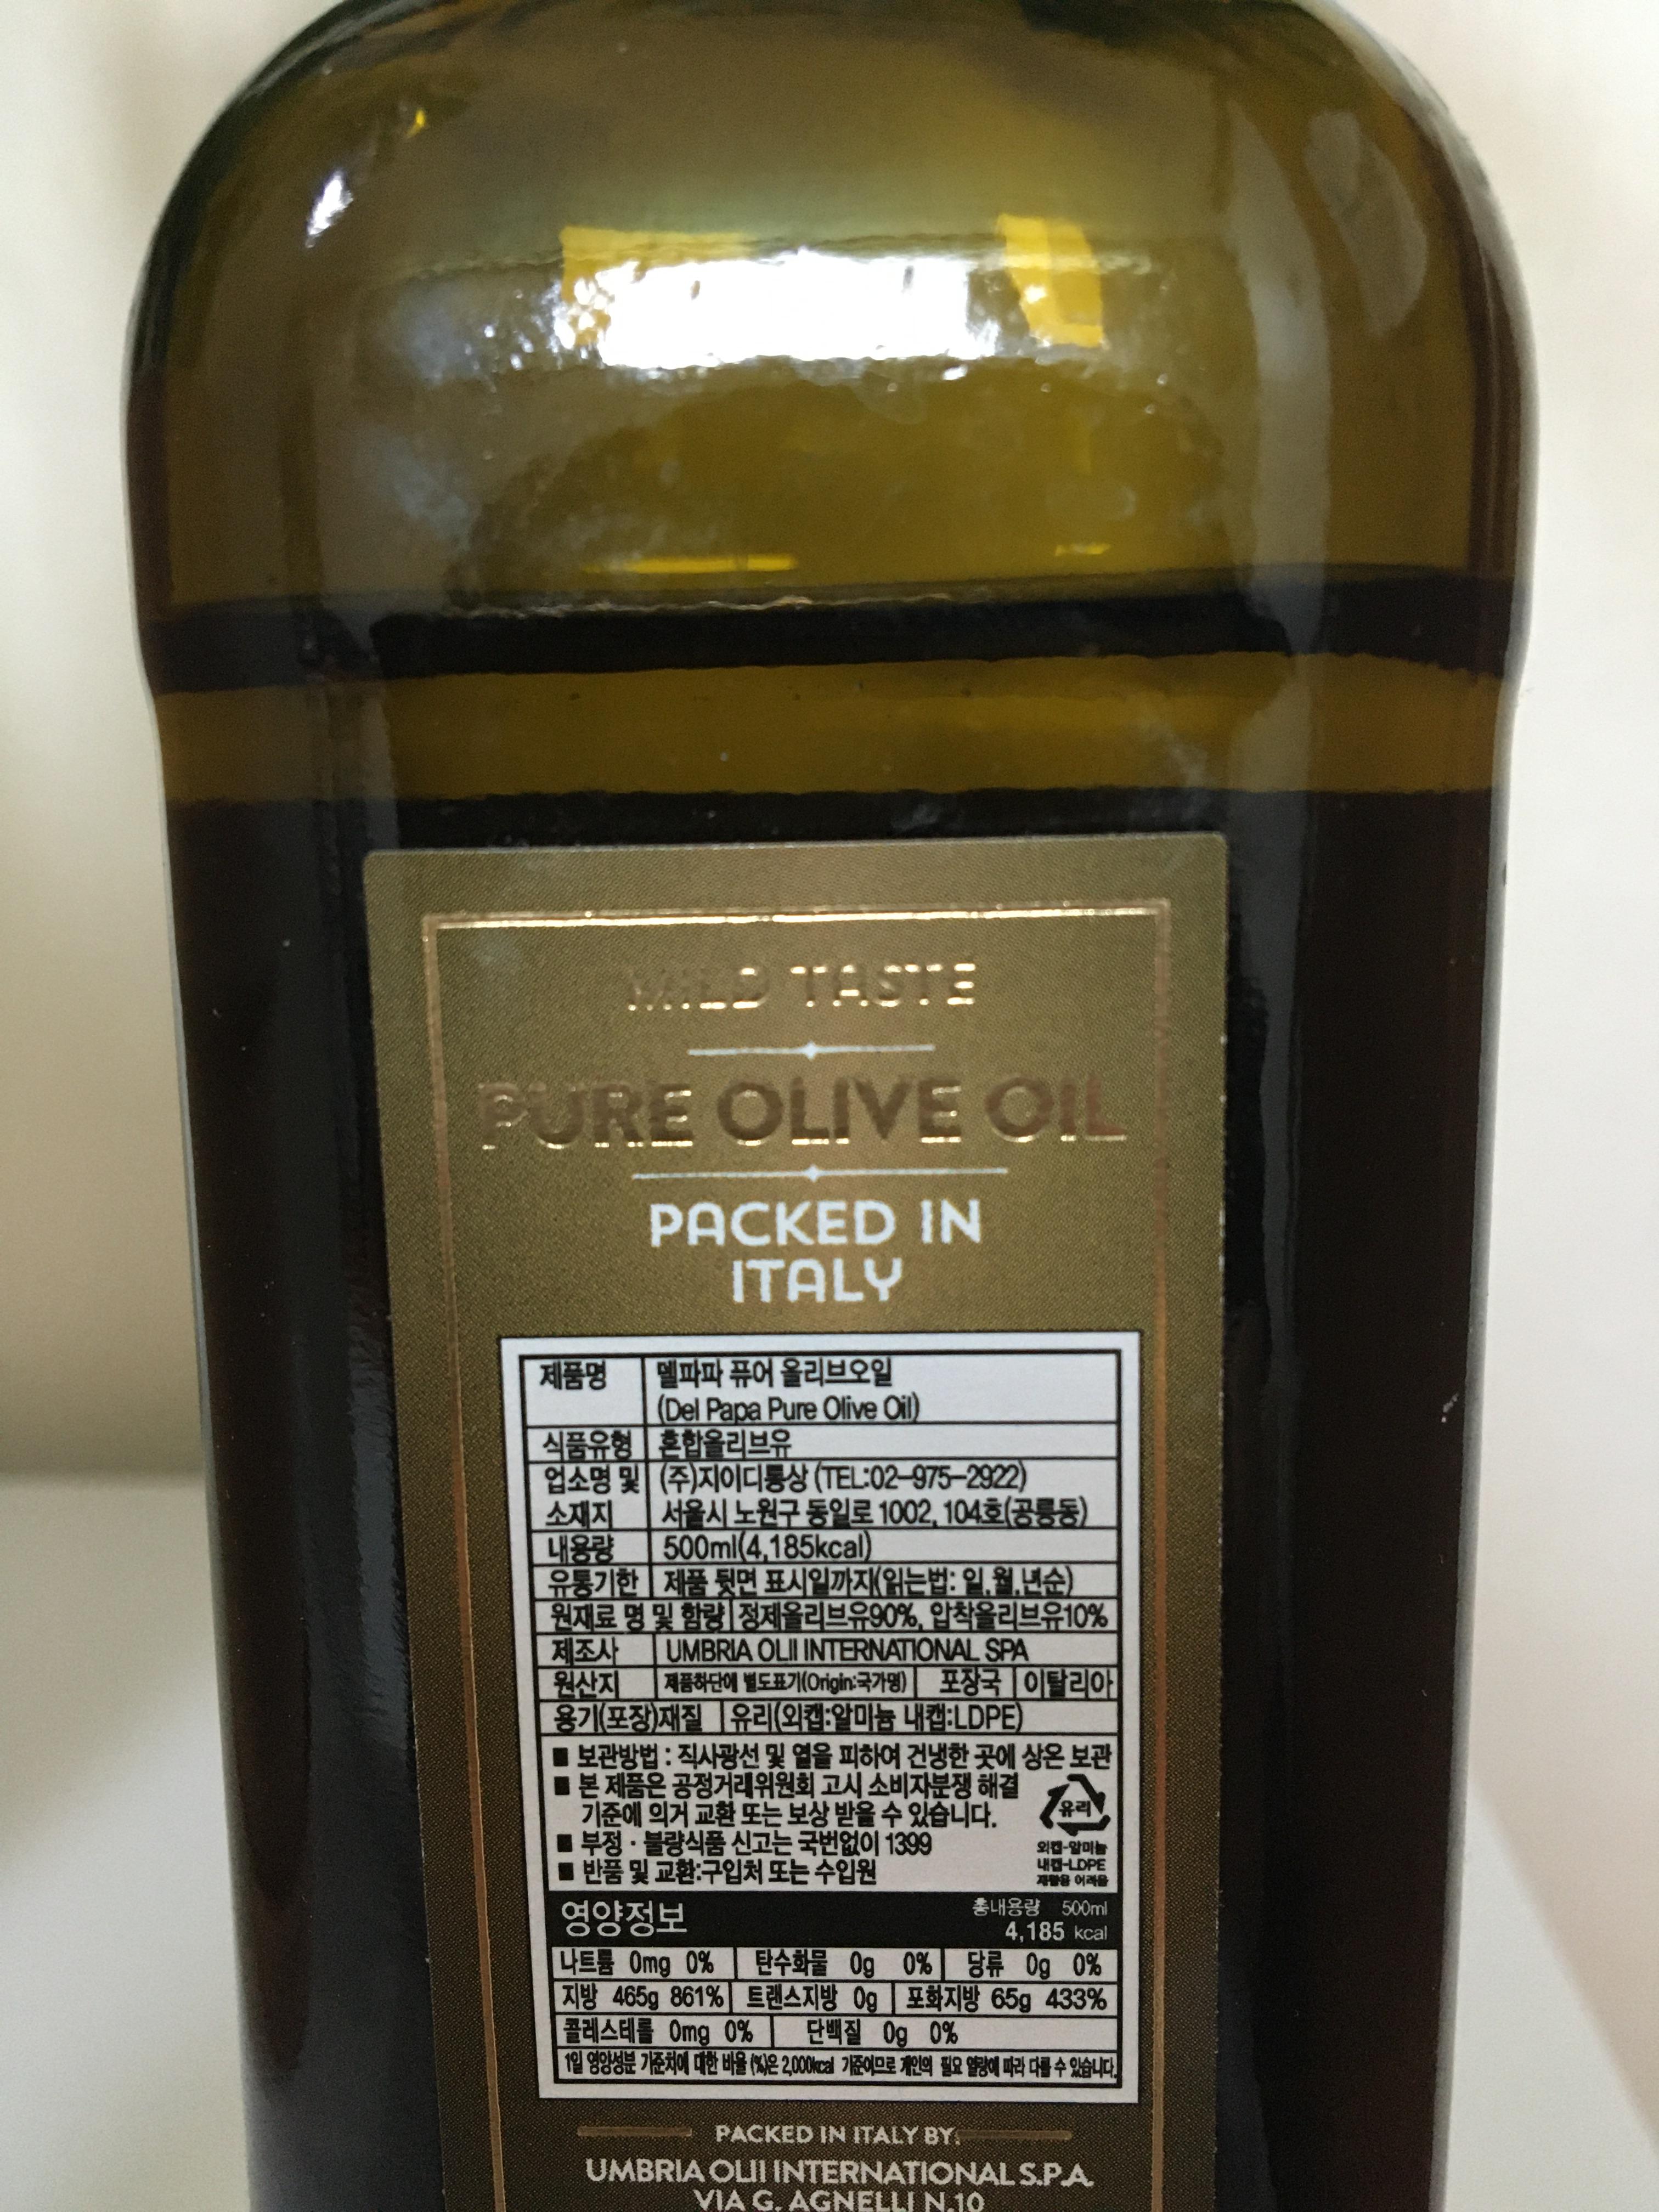 MILD TASTE
PURE OLIVE OIL
PACKED IN
ITALY
제품명 델파파 퓨어 올리브오일
(Del Papa Pure Olive Oil)
식품유형 혼합올리브유
업소명 및 (주)지이디통상 (TEL:02-975-2922)
소재지 서울시 노원구 동일로 1002, 104호(공릉동)
내용량 500ml(4,185kcal)
유통기한 제품 뒷면 표시일까지(읽는법: 일,월,년순)
원재료 명 및 함량 정제올리브유90%, 압착올리브유10%
제조사 UMBRIA OLII INTERNATIONAL SPA
원산지 제품하단에 별도표기(Origin:국가명) 포장국 이탈리아
용기(포장)재질 유리(외캡:알미늄 내캡:LDPE)
■ 보관방법 : 직사광선 및 열을 피하여 건냉한 곳에 상온 보관
■ 본 제품은 공정거래위원회 고시 소비자분쟁 해결
기준에 의거 교환 또는 보상 받을 수 있습니다.
■ 부정 · 불량식품 신고는 국번없이 1399
■ 반품 및 교환:구입처 또는 수입원
유리
외캡-알미늄
내캡-LDPE
재활용 어려움
영양정보 총내용량 500ml
4,185 kcal
나트륨 0mg 0% 탄수화물 0g 0% 당류 0g 0%
지방 465g 861% 트랜스지방 0g 포화지방 65g 433%
콜레스테롤 0mg 0% 단백질 0g 0%
1일 영양성분 기준치에 대한 비율 (%)은 2,000kcal 기준이므로 개인의 필요 열량에 따라 다를 수 있습니다.
PACKED IN ITALY BY:
UMBRIA OLII INTERNATIONAL S.P.A.
VIA G. AGNELLI N.10